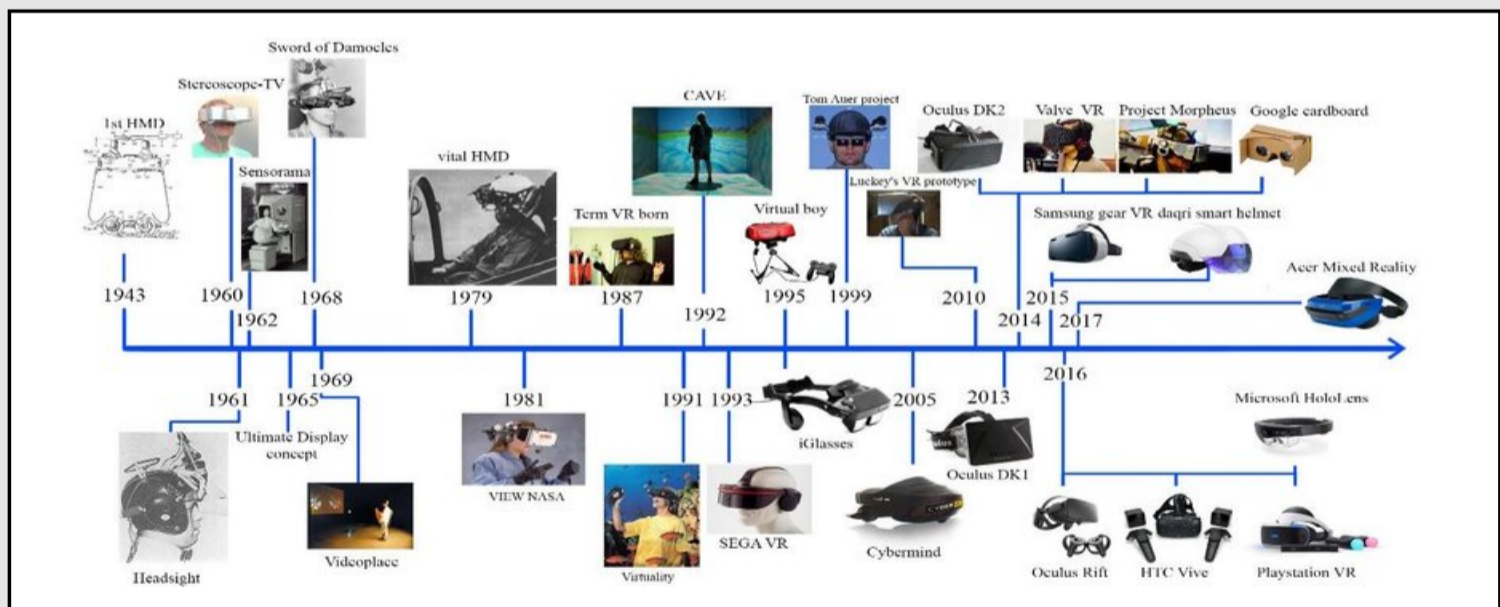 Sword of Damocles
Stereoscope-TV
1st HMD
Sensorama
vital HMD
Term VR born
CAVE
Virtual boy
Tom Auer project
Luckey's VR prototype
Oculus DK2
Valve VR
Project Morpheus
Google cardboard
Samsung gear VR daqri smart helmet
Acer Mixed Reality
1943
1960
1962
1968
1979
1987
1992
1995
1999
2010
2014
2015
2017
1961
1965
1969
1981
1991
1993
2005
2013
2016
Headsight
Ultimate Display
concept
Videoplace
VIEW NASA
Virtuality
SEGA VR
iGlasses
Cybermind
Oculus DK1
Microsoft HoloLens
Oculus Rift
HTC Vive
Playstation VR